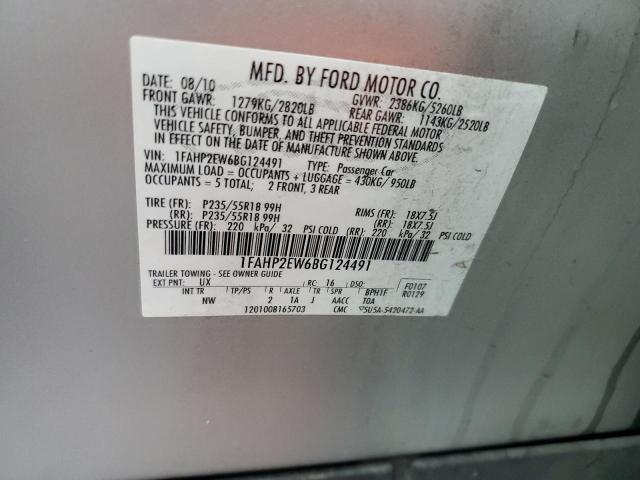 MFD. BY FORD MOTOR CO.
DATE: 08/10 GVWR: 2386KG/5260LB
FRONT GAWR: 1279KG/2820LB REAR GAWR: 1143KG/2520LB
THIS VEHICLE CONFORMS TO ALL APPLICABLE FEDERAL MOTOR
VEHICLE SAFETY, BUMPER, AND THEFT PREVENTION STANDARDS
IN EFFECT ON THE DATE OF MANUFACTURE SHOWN ABOVE.
VIN: 1FAHP2EW6BG124491 TYPE: Passenger Car
MAXIMUM LOAD = OCCUPANTS + LUGGAGE = 430KG/ 950LB
OCCUPANTS = 5 TOTAL; 2 FRONT, 3 REAR
TIRE (FR): P235/55R18 99H RIMS (FR): 18X7.5J
(RR): P235/55R18 99H (RR): 18X7.5J
PRESSURE (FR): 220 kPa/ 32 PSI COLD (RR): 220 kPa/ 32 PSI COLD
1FAHP2EW6BG124491
TRAILER TOWING - SEE OWNER GUIDE
EXT PNT: UX RC: 16 DSO: F0107
INT TR TP/PS R AXLE TR SPR BPH1F R0129
NW 2 1A J AACC T0A
1201008165703 CMC 5U5A-5420472-AA